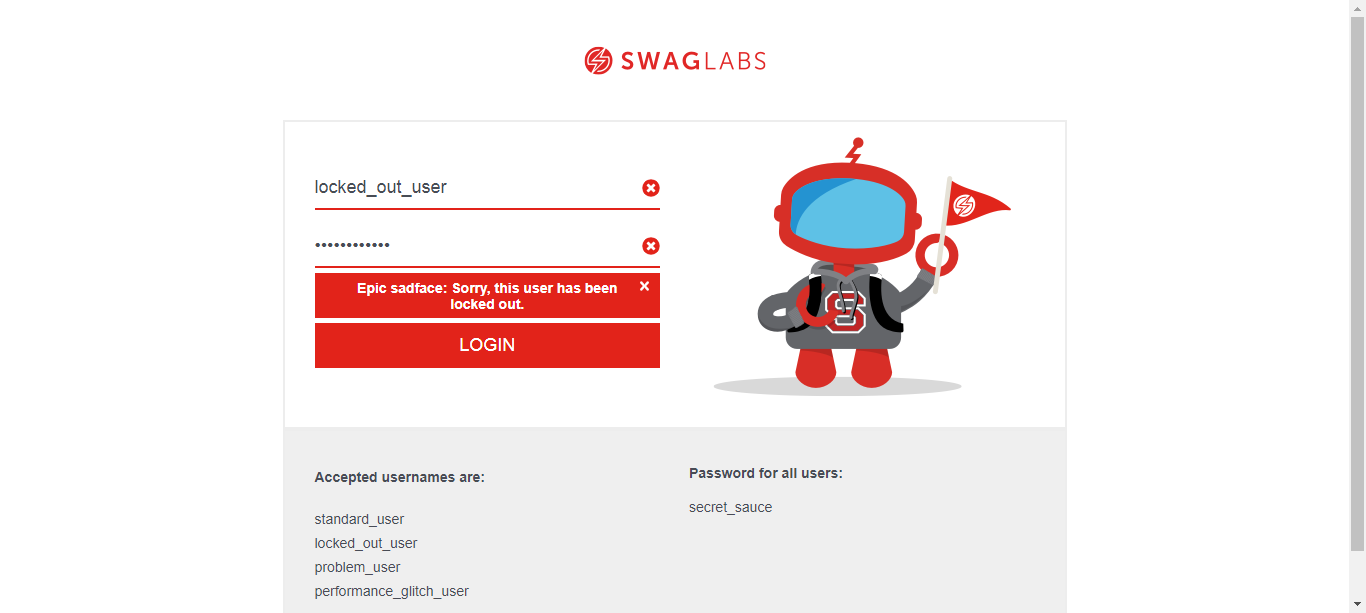 SWAGLABS
locked_out_user
••••••••••••
Epic sadface: Sorry, this user has been
locked out.
LOGIN
S
Accepted usernames are:
standard_user
locked_out_user
problem_user
performance_glitch_user
Password for all users:
secret_sauce